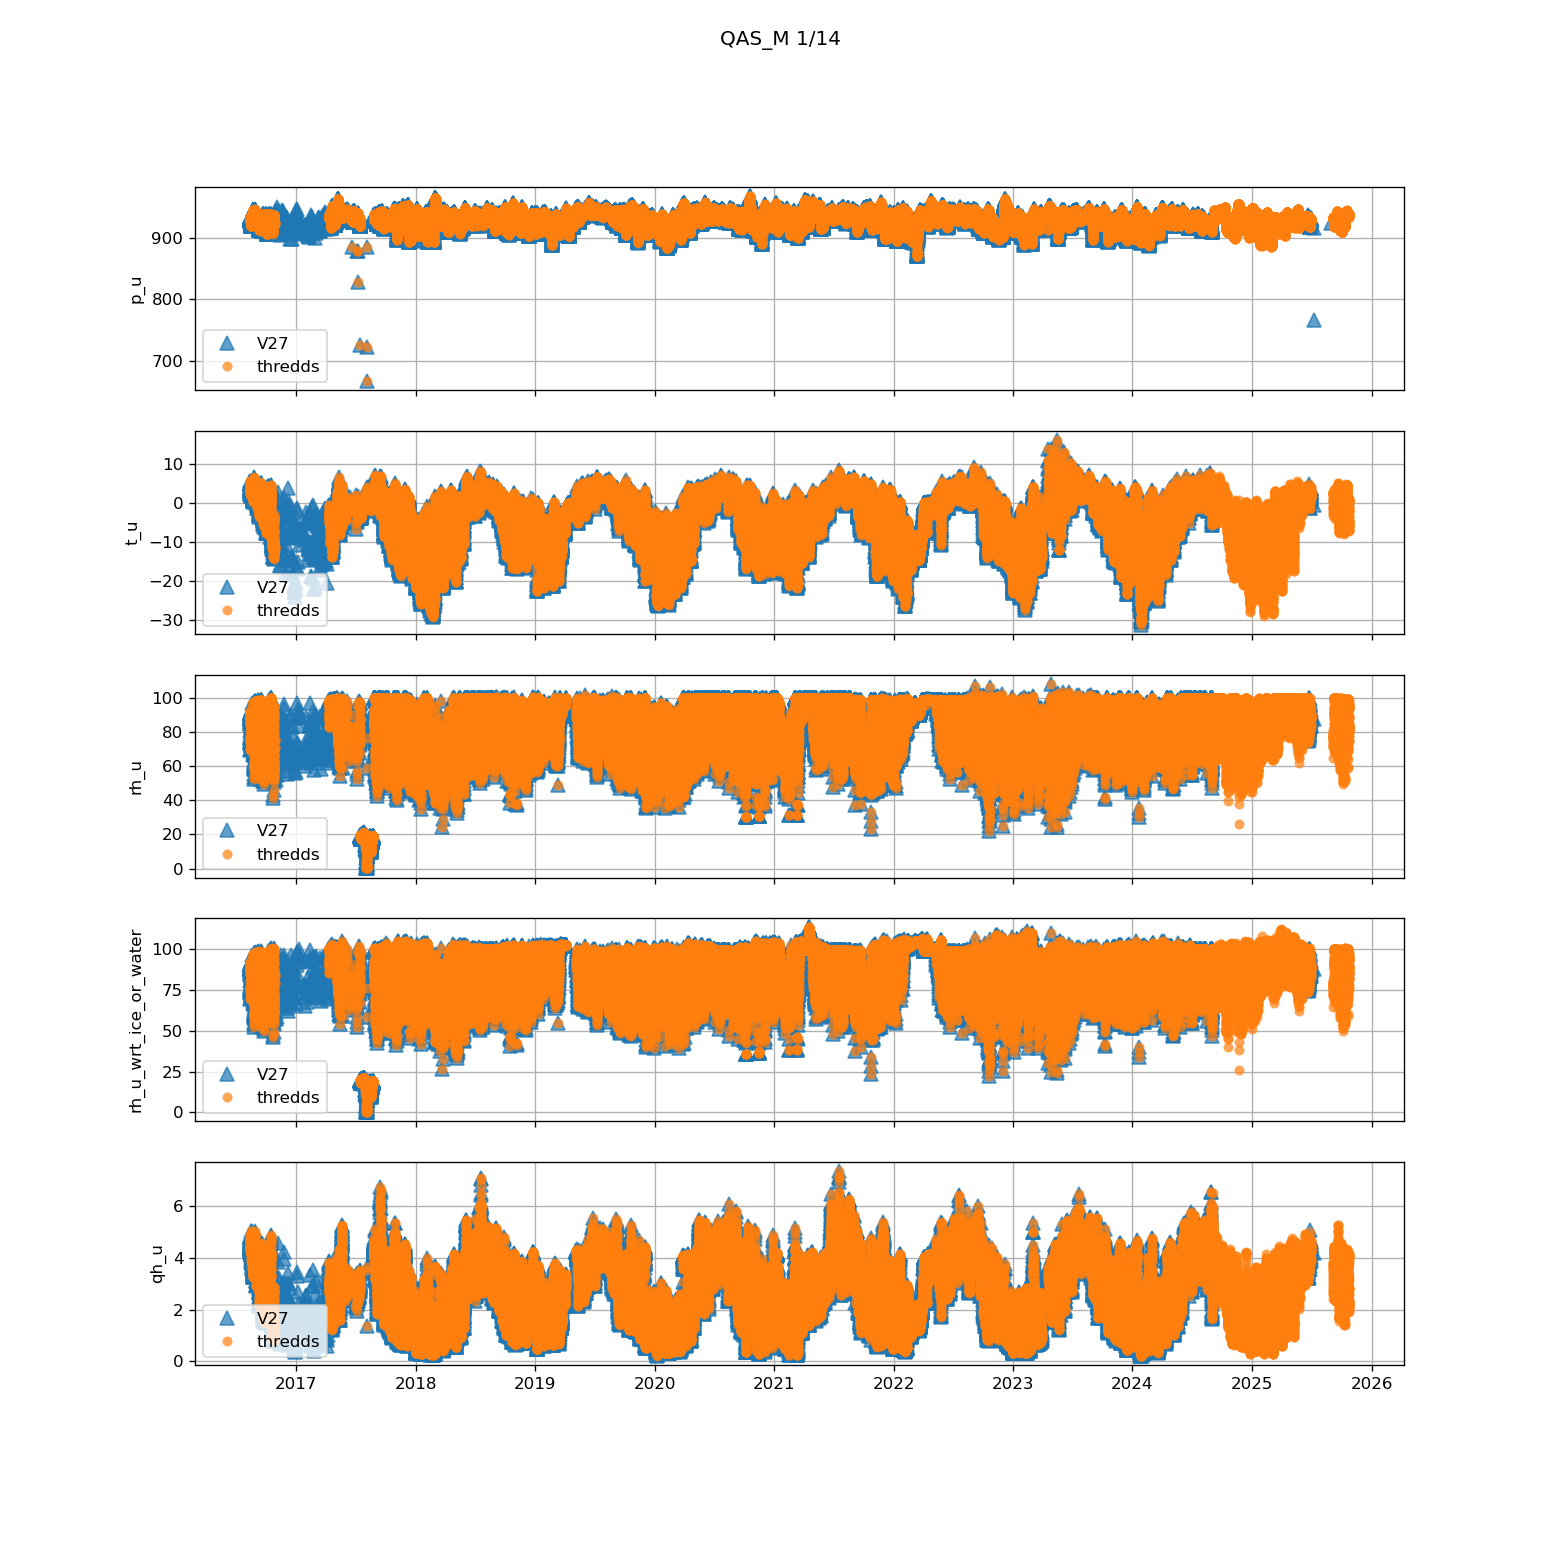 QAS_M 1/14
900
800
700
p_u
V27
thredds
10
0
−10
−20
−30
t_u
V27
thredds
100
80
60
40
20
0
rh_u
V27
thredds
100
75
50
25
0
rh_u_wrt_ice_or_water
V27
thredds
6
4
2
0
qh_u
V27
thredds
2017 2018 2019 2020 2021 2022 2023 2024 2025 2026